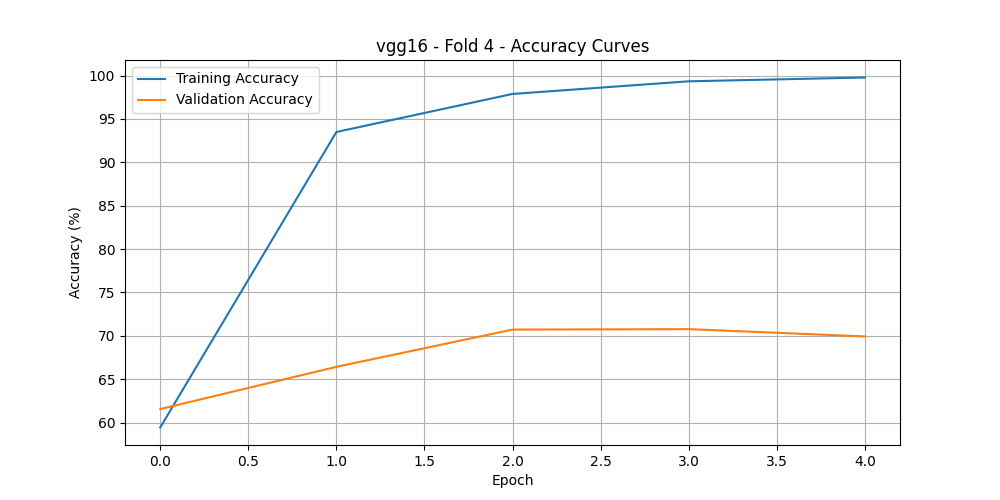 vgg16 - Fold 4 - Accuracy Curves
Training Accuracy
Validation Accuracy
Accuracy (%)
100
95
90
85
80
75
70
65
60
0.0 0.5 1.0 1.5 2.0 2.5 3.0 3.5 4.0
Epoch